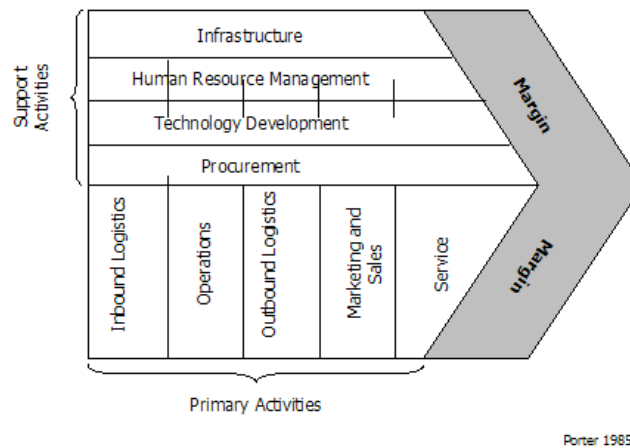 Support
Activities
Infrastructure
Human Resource Management
Technology Development
Procurement
Margin
Margin
Inbound Logistics
Operations
Outbound Logistics
Marketing and
Sales
Service
Primary Activities
Porter 1985